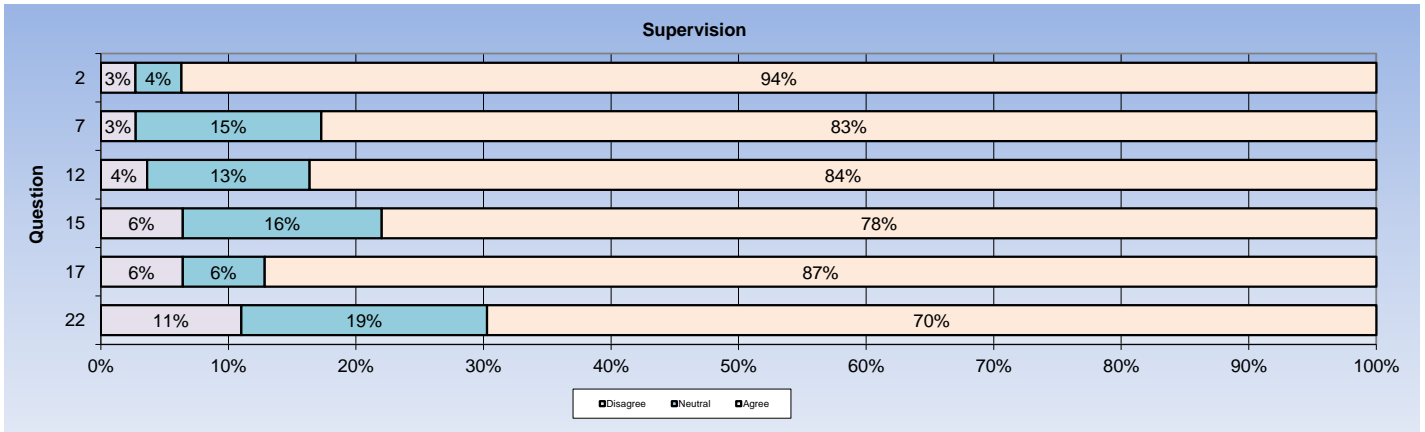 Supervision
2 3% 4% 94%
7 3% 15% 83%
12 4% 13% 84%
15 6% 16% 78%
17 6% 6% 87%
22 11% 19% 70%
Question
0% 10% 20% 30% 40% 50% 60% 70% 80% 90% 100%
Disagree Neutral Agree